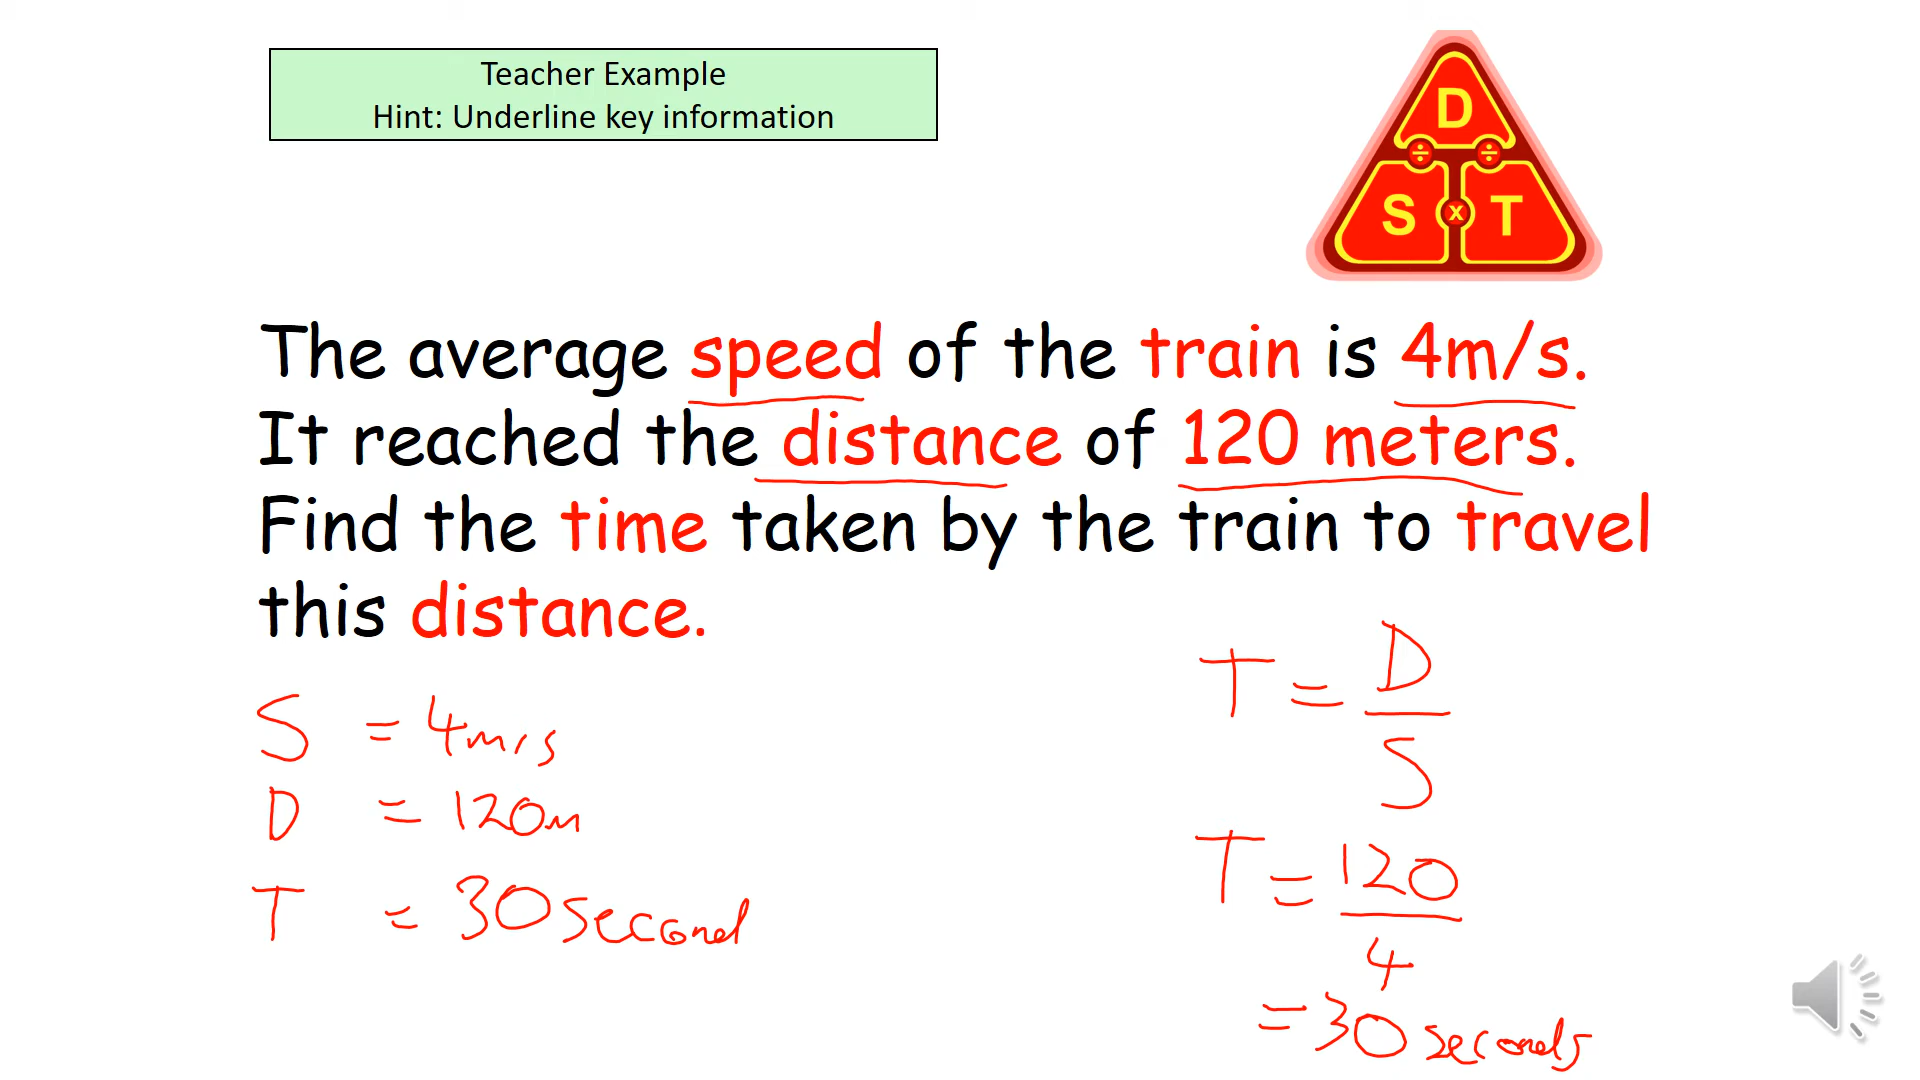 Teacher Example
Hint: Underline key information
D
÷ ÷
S x T
The average speed of the train is 4m/s.
It reached the distance of 120 meters.
Find the time taken by the train to travel
this distance.
S = 4m/s
D = 120m
T = 30second
T = D
S
T = 120
4
= 30 seconds